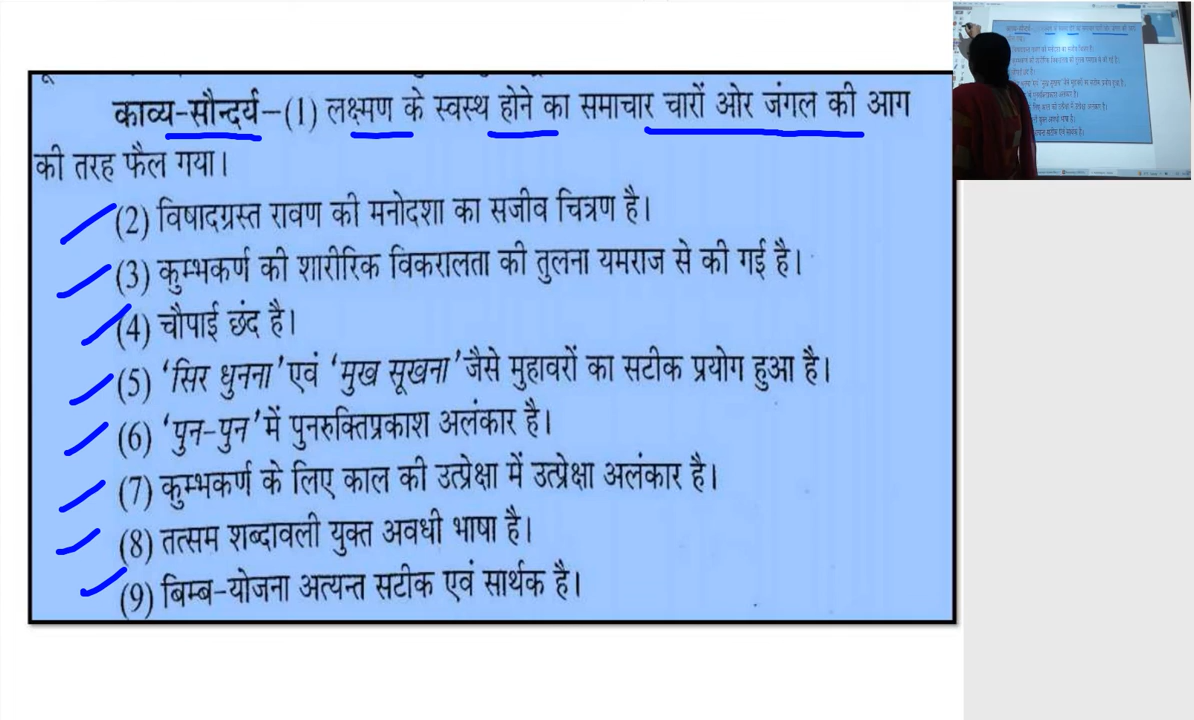 काव्य-सौन्दर्य–(1) लक्ष्मण के स्वस्थ होने का समाचार चारों ओर जंगल की आग
की तरह फैल गया।
(2) विषादग्रस्त रावण की मनोदशा का सजीव चित्रण है।
(3) कुम्भकर्ण की शारीरिक विकरालता की तुलना यमराज से की गई है।
(4) चौपाई छंद है।
(5) ‘सिर धुनना’ एवं ‘मुख सूखना’ जैसे मुहावरों का सटीक प्रयोग हुआ है।
(6) ‘पुन-पुन’ में पुनरुक्तिप्रकाश अलंकार है।
(7) कुम्भकर्ण के लिए काल की उत्प्रेक्षा में उत्प्रेक्षा अलंकार है।
(8) तत्सम शब्दावली युक्त अवधी भाषा है।
(9) बिम्ब-योजना अत्यन्त सटीक एवं सार्थक है।